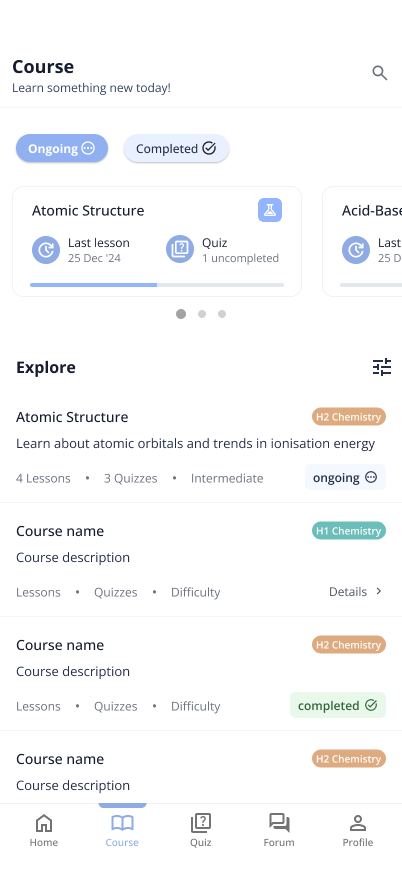 Course
Learn something new today!
Ongoing
Completed
Atomic Structure
Last lesson
25 Dec '24
Quiz
1 uncompleted
Acid-Base
Last
25 D
Explore
Atomic Structure
H2 Chemistry
Learn about atomic orbitals and trends in ionisation energy
4 Lessons • 3 Quizzes • Intermediate
ongoing
Course name
H1 Chemistry
Course description
Lessons • Quizzes • Difficulty
Details
Course name
H2 Chemistry
Course description
Lessons • Quizzes • Difficulty
completed
Course name
H2 Chemistry
Course description
Home
Course
Quiz
Forum
Profile